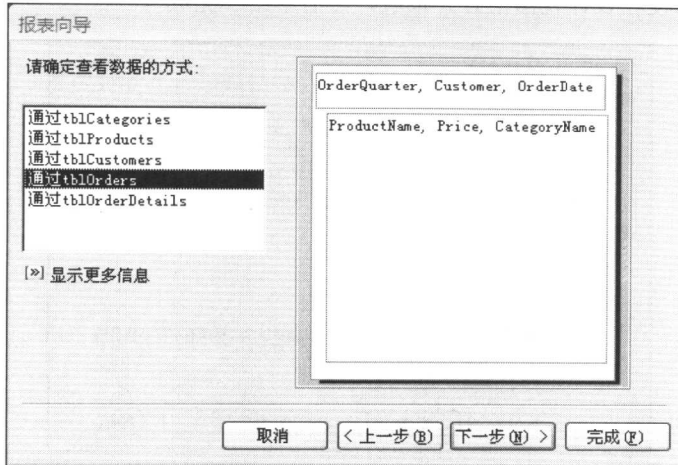 报表向导
请确定查看数据的方式:
通过tblCategories
通过tblProducts
通过tblCustomers
通过tblOrders
通过tblOrderDetails
[»] 显示更多信息
OrderQuarter, Customer, OrderDate
ProductName, Price, CategoryName
取消
< 上一步(B)
下一步(N) >
完成(F)